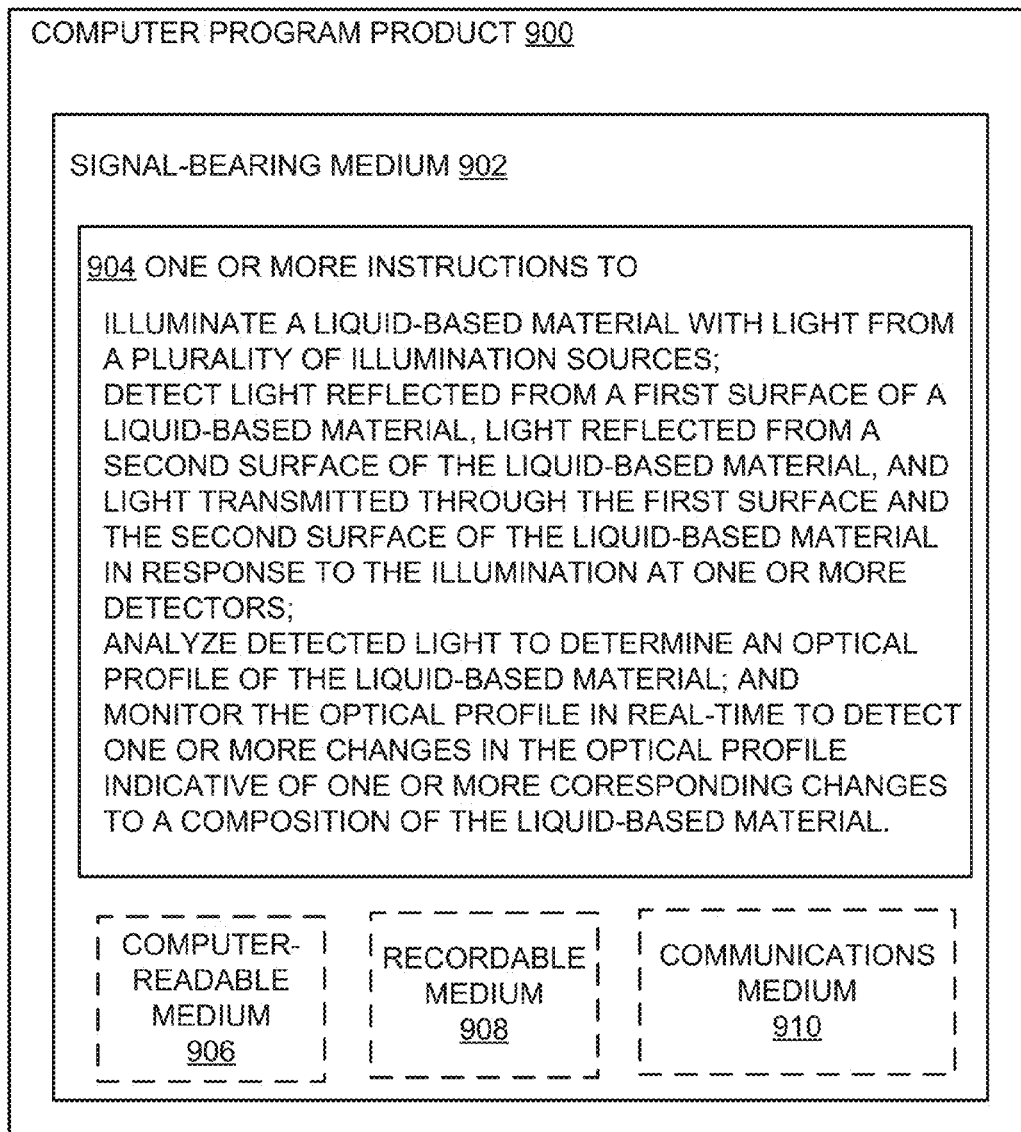 COMPUTER PROGRAM PRODUCT 900
SIGNAL-BEARING MEDIUM 902
904 ONE OR MORE INSTRUCTIONS TO
ILLUMINATE A LIQUID-BASED MATERIAL WITH LIGHT FROM
A PLURALITY OF ILLUMINATION SOURCES;
DETECT LIGHT REFLECTED FROM A FIRST SURFACE OF A
LIQUID-BASED MATERIAL, LIGHT REFLECTED FROM A
SECOND SURFACE OF THE LIQUID-BASED MATERIAL, AND
LIGHT TRANSMITTED THROUGH THE FIRST SURFACE AND
THE SECOND SURFACE OF THE LIQUID-BASED MATERIAL
IN RESPONSE TO THE ILLUMINATION AT ONE OR MORE
DETECTORS;
ANALYZE DETECTED LIGHT TO DETERMINE AN OPTICAL
PROFILE OF THE LIQUID-BASED MATERIAL; AND
MONITOR THE OPTICAL PROFILE IN REAL-TIME TO DETECT
ONE OR MORE CHANGES IN THE OPTICAL PROFILE
INDICATIVE OF ONE OR MORE CORESPONDING CHANGES
TO A COMPOSITION OF THE LIQUID-BASED MATERIAL.
COMPUTER-
READABLE
MEDIUM
906
RECORDABLE
MEDIUM
908
COMMUNICATIONS
MEDIUM
910